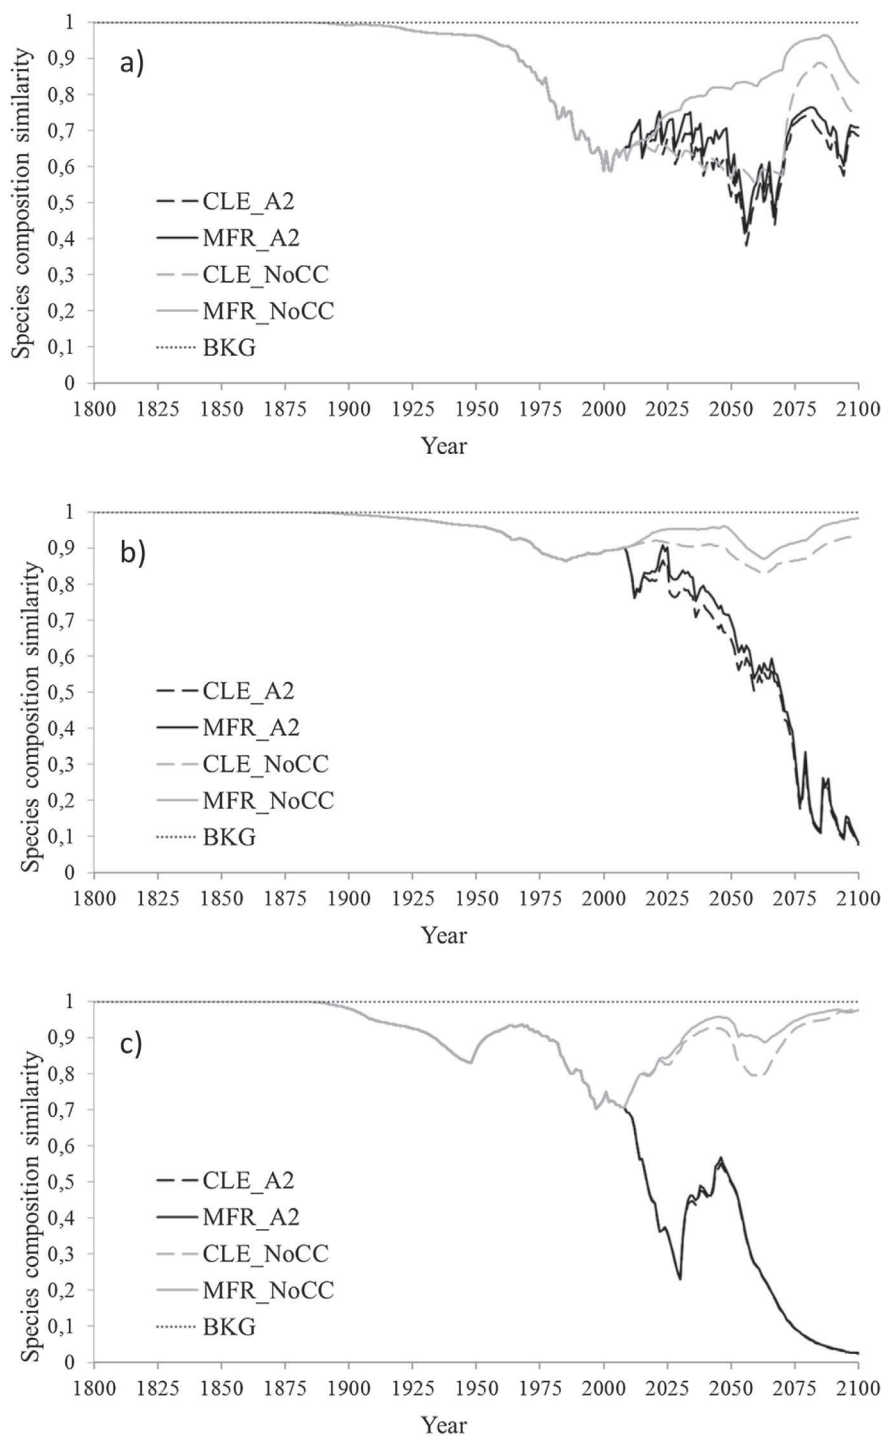 Species composition similarity
1
0,9
0,8
0,7
0,6
0,5
0,4
0,3
0,2
0,1
0
a)
CLE_A2
MFR_A2
CLE_NoCC
MFR_NoCC
BKG
1800 1825 1850 1875 1900 1925 1950 1975 2000 2025 2050 2075 2100
Year
Species composition similarity
1
0,9
0,8
0,7
0,6
0,5
0,4
0,3
0,2
0,1
0
b)
CLE_A2
MFR_A2
CLE_NoCC
MFR_NoCC
BKG
1800 1825 1850 1875 1900 1925 1950 1975 2000 2025 2050 2075 2100
Year
Species composition similarity
1
0,9
0,8
0,7
0,6
0,5
0,4
0,3
0,2
0,1
0
c)
CLE_A2
MFR_A2
CLE_NoCC
MFR_NoCC
BKG
1800 1825 1850 1875 1900 1925 1950 1975 2000 2025 2050 2075 2100
Year